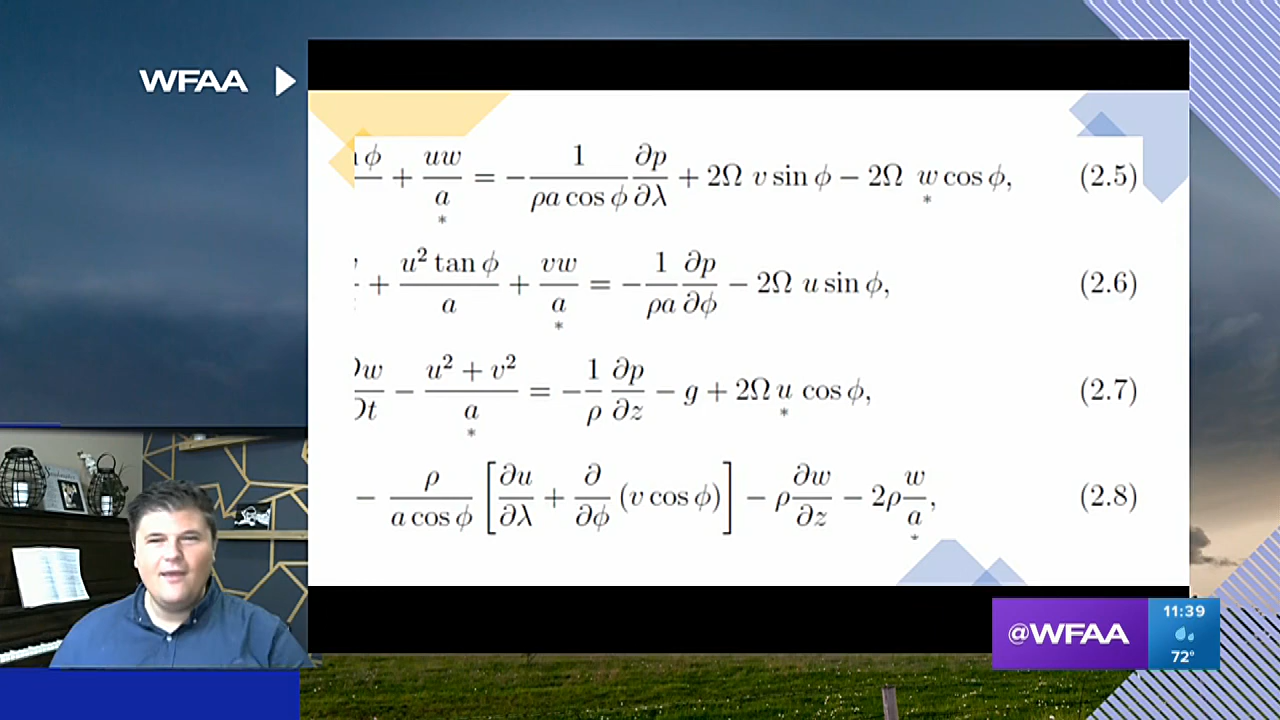 WFAA
ϕ + uw/a * = − 1/(ρa cos ϕ) ∂p/∂λ + 2Ω v sin ϕ − 2Ω w * cos ϕ, (2.5)
+ u² tan ϕ/a + vw/a * = − 1/(ρa) ∂p/∂ϕ − 2Ω u sin ϕ, (2.6)
∂w/∂t − (u² + v²)/a * = − 1/ρ ∂p/∂z − g + 2Ω u * cos ϕ, (2.7)
− ρ/(a cos ϕ) [∂u/∂λ + ∂/∂ϕ (v cos ϕ)] − ρ ∂w/∂z − 2ρ w/a *, (2.8)
@WFAA
11:39
72°